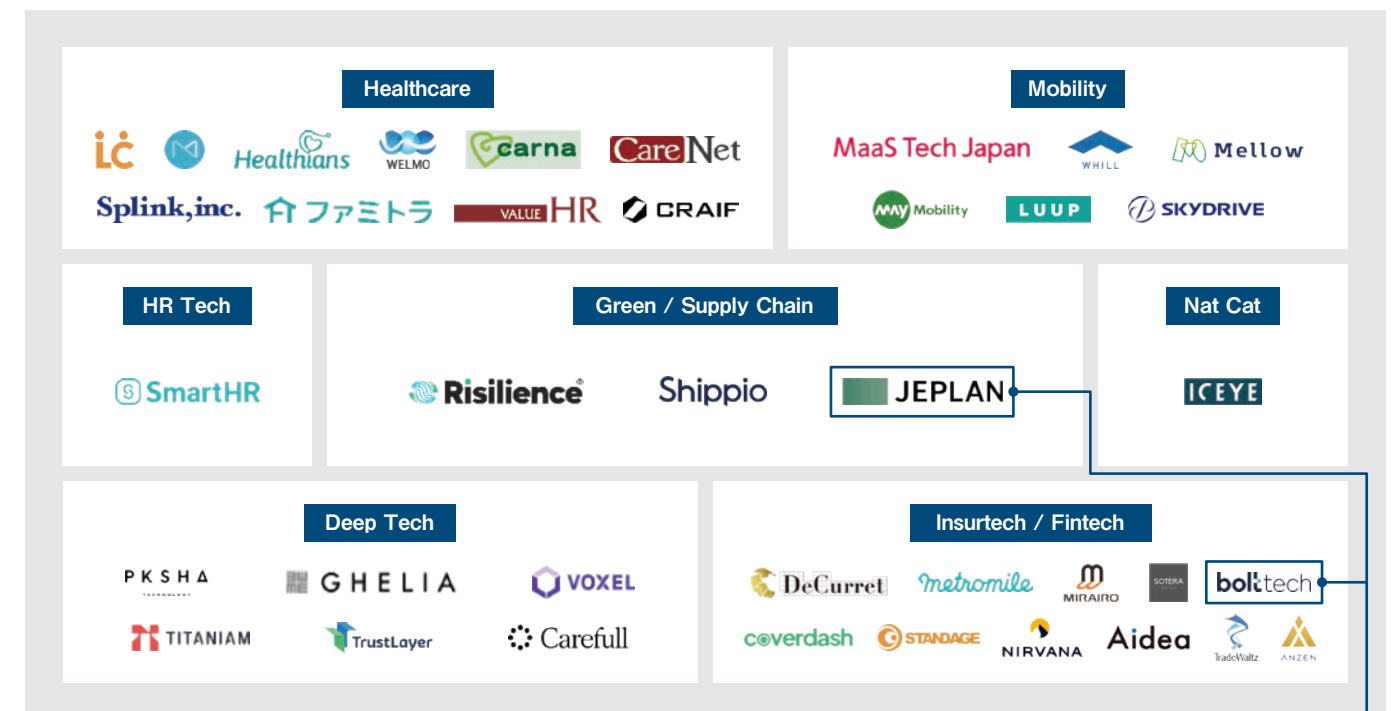 Healthcare
Mobility
iC
Healthians
WELMO
carna
CareNet
MaaS Tech Japan
WHILL
Mellow
Splink,inc.
ファミトラ
VALUE HR
CRAIF
MAY Mobility
LUUP
SKYDRIVE
HR Tech
Green / Supply Chain
Nat Cat
SmartHR
Risilience®
Shippio
JEPLAN
ICEYE
Deep Tech
Insurtech / Fintech
PKSHA
GHELIA
VOXEL
DeCurret
metromile
MIRAIRO
SOTERA
bolttech
TITANIAM
TrustLayer
Carefull
coverdash
STANDAGE
NIRVANA
Aidea
TradeWaltz
ANZEN